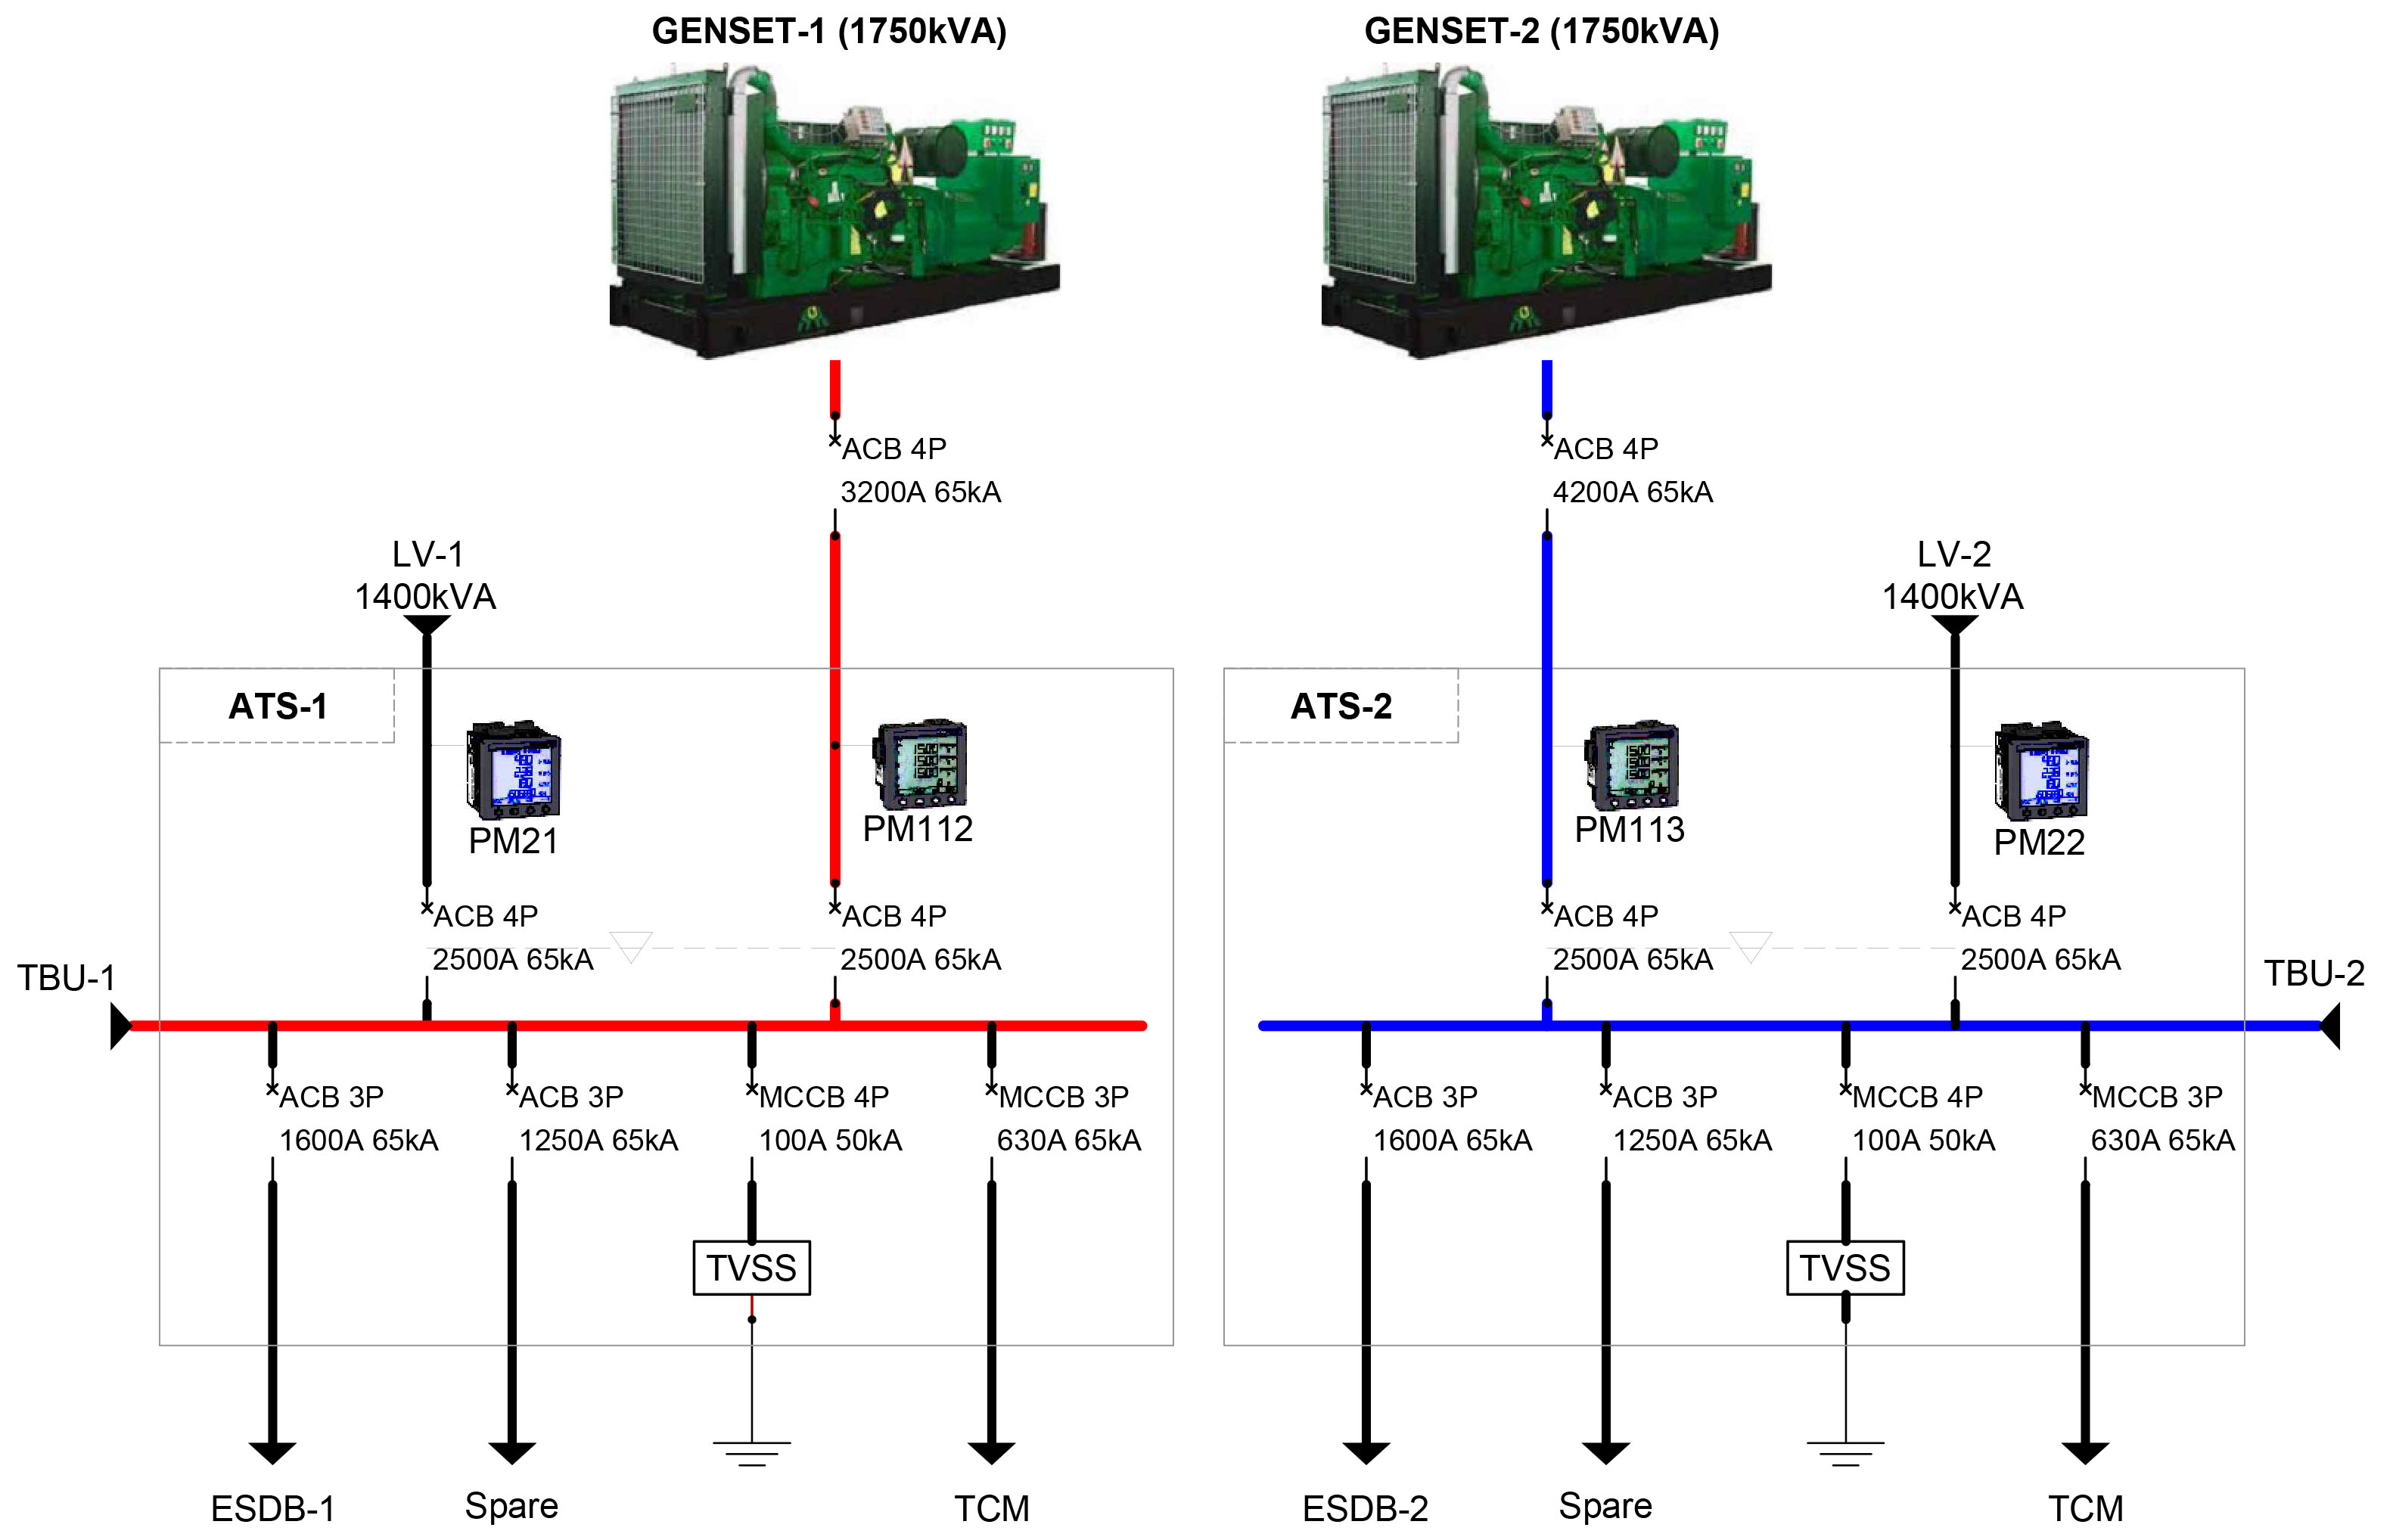 GENSET-1 (1750kVA)
GENSET-2 (1750kVA)
ACB 4P
3200A 65kA
ACB 4P
4200A 65kA
LV-1
1400kVA
LV-2
1400kVA
ATS-1
ATS-2
PM21
PM112
PM113
PM22
ACB 4P
2500A 65kA
ACB 4P
2500A 65kA
ACB 4P
2500A 65kA
ACB 4P
2500A 65kA
TBU-1
TBU-2
ACB 3P
1600A 65kA
ACB 3P
1250A 65kA
MCCB 4P
100A 50kA
MCCB 3P
630A 65kA
ACB 3P
1600A 65kA
ACB 3P
1250A 65kA
MCCB 4P
100A 50kA
MCCB 3P
630A 65kA
TVSS
TVSS
ESDB-1
Spare
TCM
ESDB-2
Spare
TCM